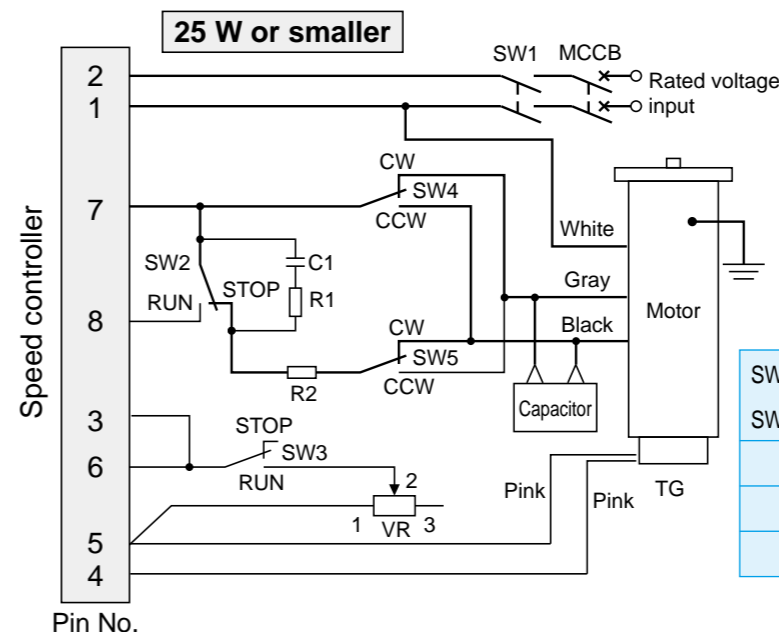 25 W or smaller
SW1 MCCB
2
Rated voltage
1
input
CW
7
SW4
CCW
White
SW2
C1
STOP
Gray
RUN
R1
8
Black
Motor
CW
SW5
R2
CCW
Capacitor
SW
SW
3
STOP
SW3
6
RUN
2
Pink
Pink
TG
1 VR 3
5
4
Speed controller
Pin No.